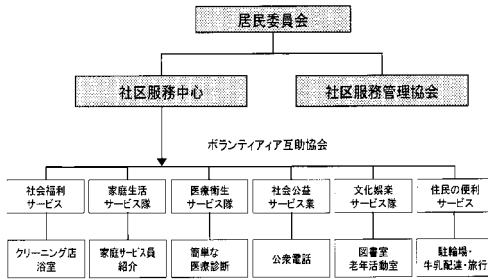 居民委員会
社区服務中心
社区服務管理協会
ボランティアィア互助協会
社会福利
サービス
家庭生活
サービス隊
医療衛生
サービス隊
社会公益
サービス業
文化娯楽
サービス隊
住民の便利
サービス
クリーニング店
浴室
家庭サービス員
紹介
簡単な
医療診断
公衆電話
図書室
老年活動室
駐輪場・
牛乳配達・旅行